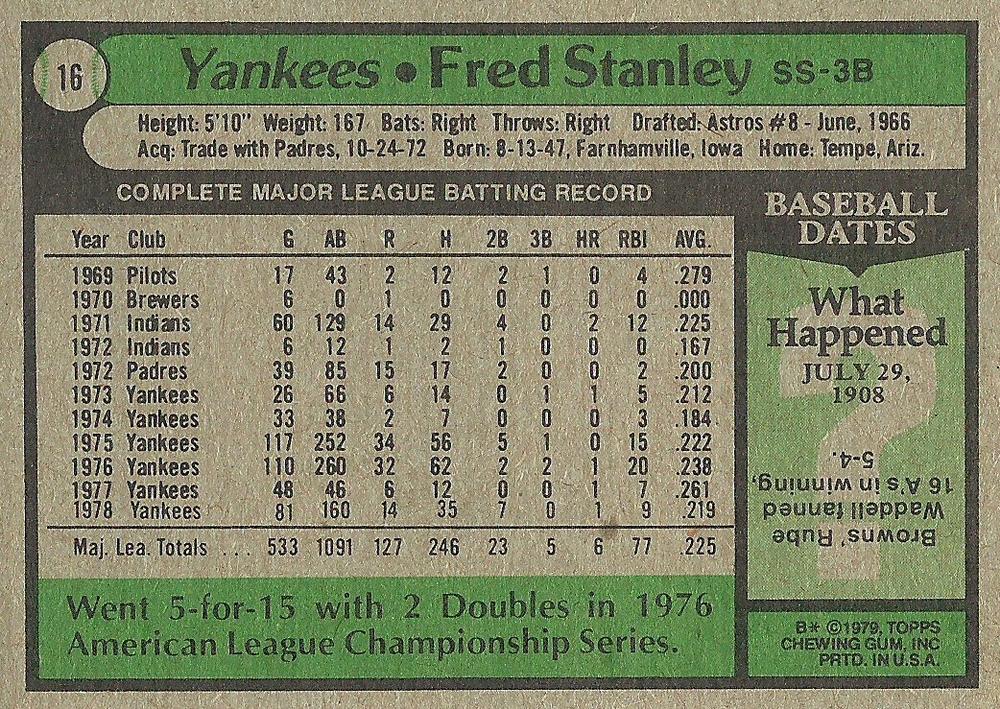 16
Yankees • Fred Stanley SS-3B
Height: 5'10" Weight: 167 Bats: Right Throws: Right Drafted: Astros #8 - June, 1966
Acq: Trade with Padres, 10-24-72 Born: 8-13-47, Farnhamville, Iowa Home: Tempe, Ariz.
COMPLETE MAJOR LEAGUE BATTING RECORD
Year Club G AB R H 2B 3B HR RBI AVG.
1969 Pilots 17 43 2 12 2 1 0 4 .279
1970 Brewers 6 0 1 0 0 0 0 0 .000
1971 Indians 60 129 14 29 4 0 2 12 .225
1972 Indians 6 12 1 2 1 0 0 0 .167
1972 Padres 39 85 15 17 2 0 0 2 .200
1973 Yankees 26 66 6 14 0 1 1 5 .212
1974 Yankees 33 38 2 7 0 0 0 3 .184
1975 Yankees 117 252 34 56 5 1 0 15 .222
1976 Yankees 110 260 32 62 2 2 1 20 .238
1977 Yankees 48 46 6 12 0 0 1 7 .261
1978 Yankees 81 160 14 35 7 0 1 9 .219
Maj. Lea. Totals ... 533 1091 127 246 23 5 6 77 .225
Went 5-for-15 with 2 Doubles in 1976
American League Championship Series.
BASEBALL
DATES
What
Happened
JULY 29,
1908
Browns' Rube
Waddell fanned
16 A's in winning,
5-4.
B* ©1979, TOPPS
CHEWING GUM, INC
PRTD. IN U.S.A.